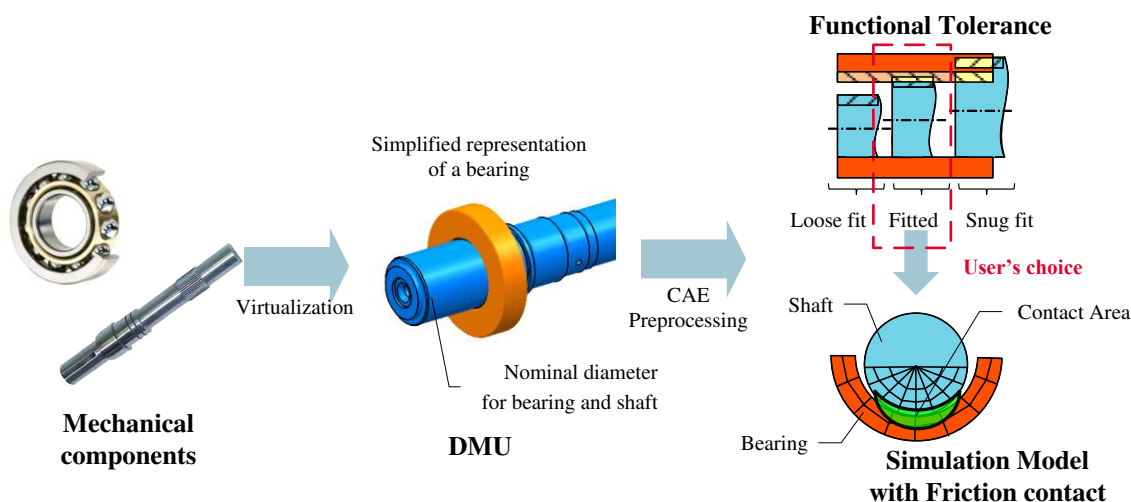 Functional Tolerance
Simplified representation
of a bearing
Loose fit
Fitted
Snug fit
User's choice
Virtualization
CAE
Preprocessing
Shaft
Contact Area
Nominal diameter
for bearing and shaft
Mechanical
components
DMU
Bearing
Simulation Model
with Friction contact